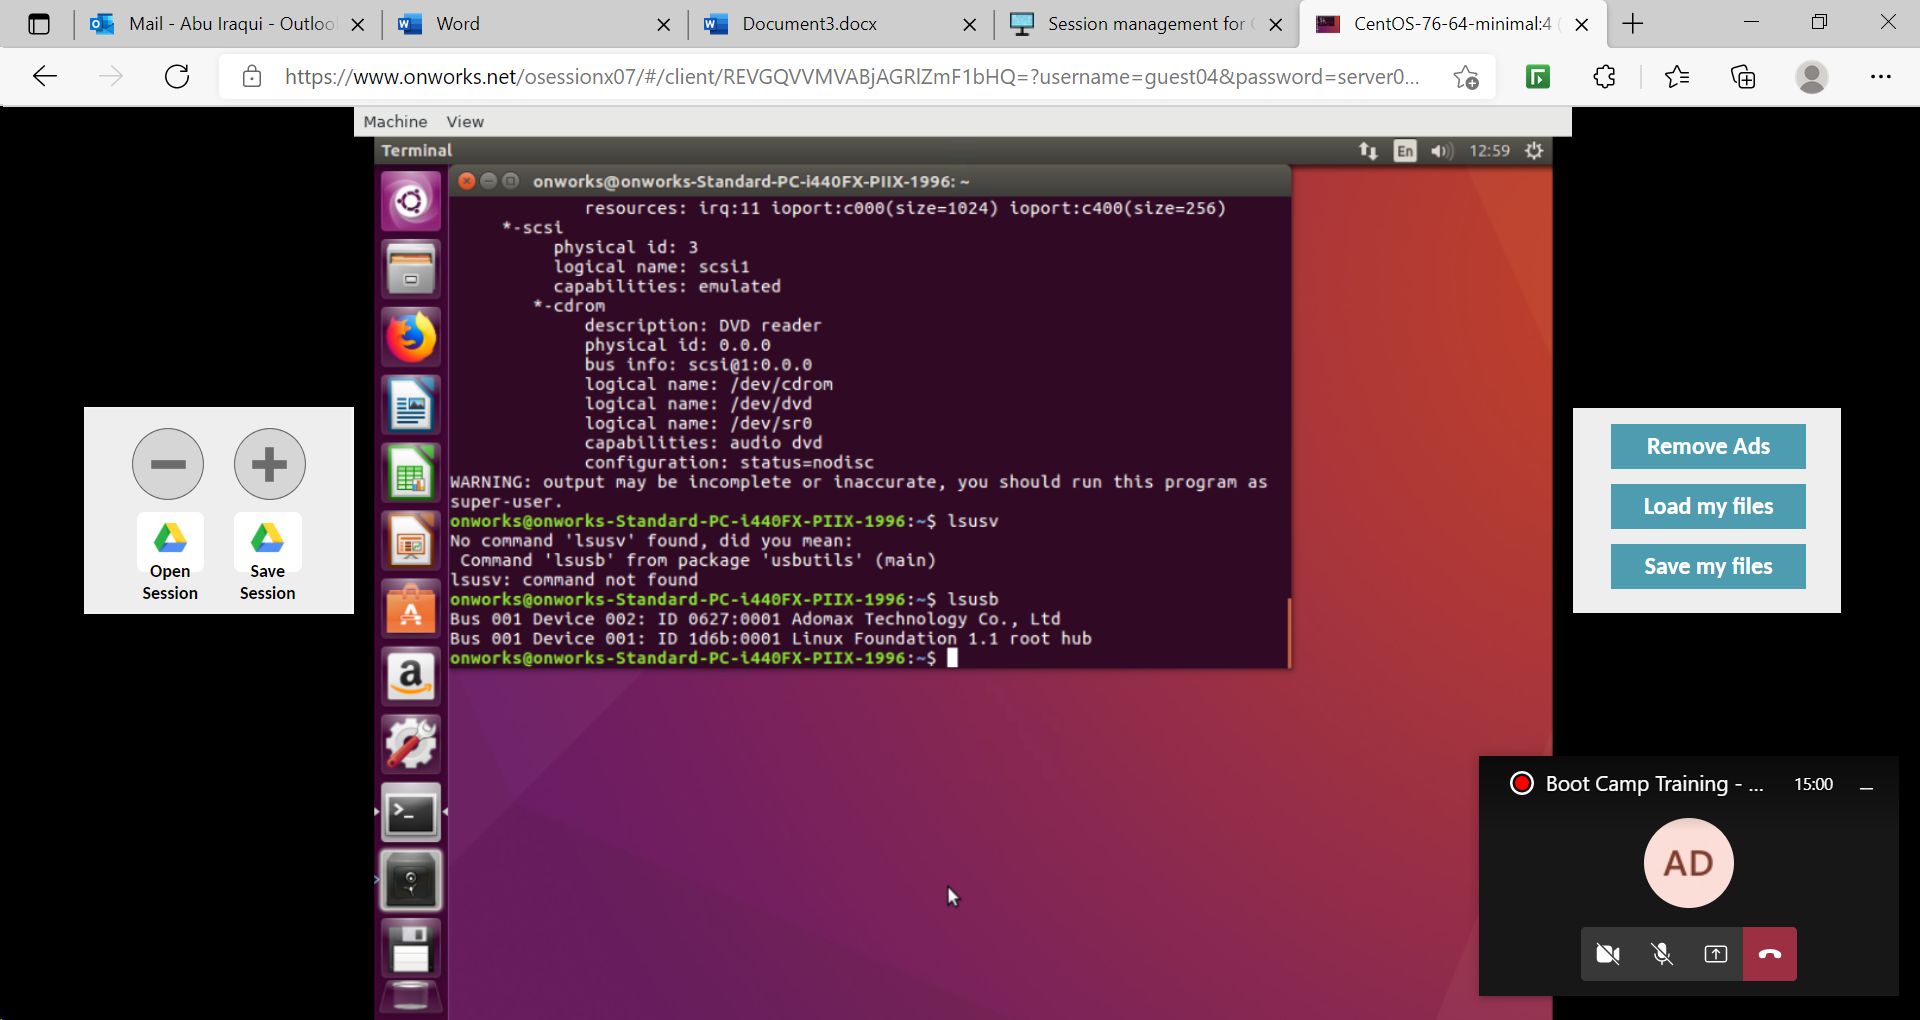 Mail - Abu Iraqui - Outloo
Word
Document3.docx
Session management for
CentOS-76-64-minimal:4
https://www.onworks.net/osessionx07/#/client/REVGQVVMVABjAGRlZmF1bHQ=?username=guest04&password=server0...
Machine View
Terminal
En
12:59
onworks@onworks-Standard-PC-i440FX-PIIX-1996: ~
resources: irq:11 ioport:c000(size=1024) ioport:c400(size=256)
*-scsi
physical id: 3
logical name: scsi1
capabilities: emulated
*-cdrom
description: DVD reader
physical id: 0.0.0
bus info: scsi@1:0.0.0
logical name: /dev/cdrom
logical name: /dev/dvd
logical name: /dev/sr0
capabilities: audio dvd
configuration: status=nodisc
WARNING: output may be incomplete or inaccurate, you should run this program as
super-user.
onworks@onworks-Standard-PC-i440FX-PIIX-1996:~$ lsusv
No command 'lsusv' found, did you mean:
Command 'lsusb' from package 'usbutils' (main)
lsusv: command not found
onworks@onworks-Standard-PC-i440FX-PIIX-1996:~$ lsusb
Bus 001 Device 002: ID 0627:0001 Adomax Technology Co., Ltd
Bus 001 Device 001: ID 1d6b:0001 Linux Foundation 1.1 root hub
onworks@onworks-Standard-PC-i440FX-PIIX-1996:~$
Open
Session
Save
Session
Remove Ads
Load my files
Save my files
Boot Camp Training - ...
15:00
AD